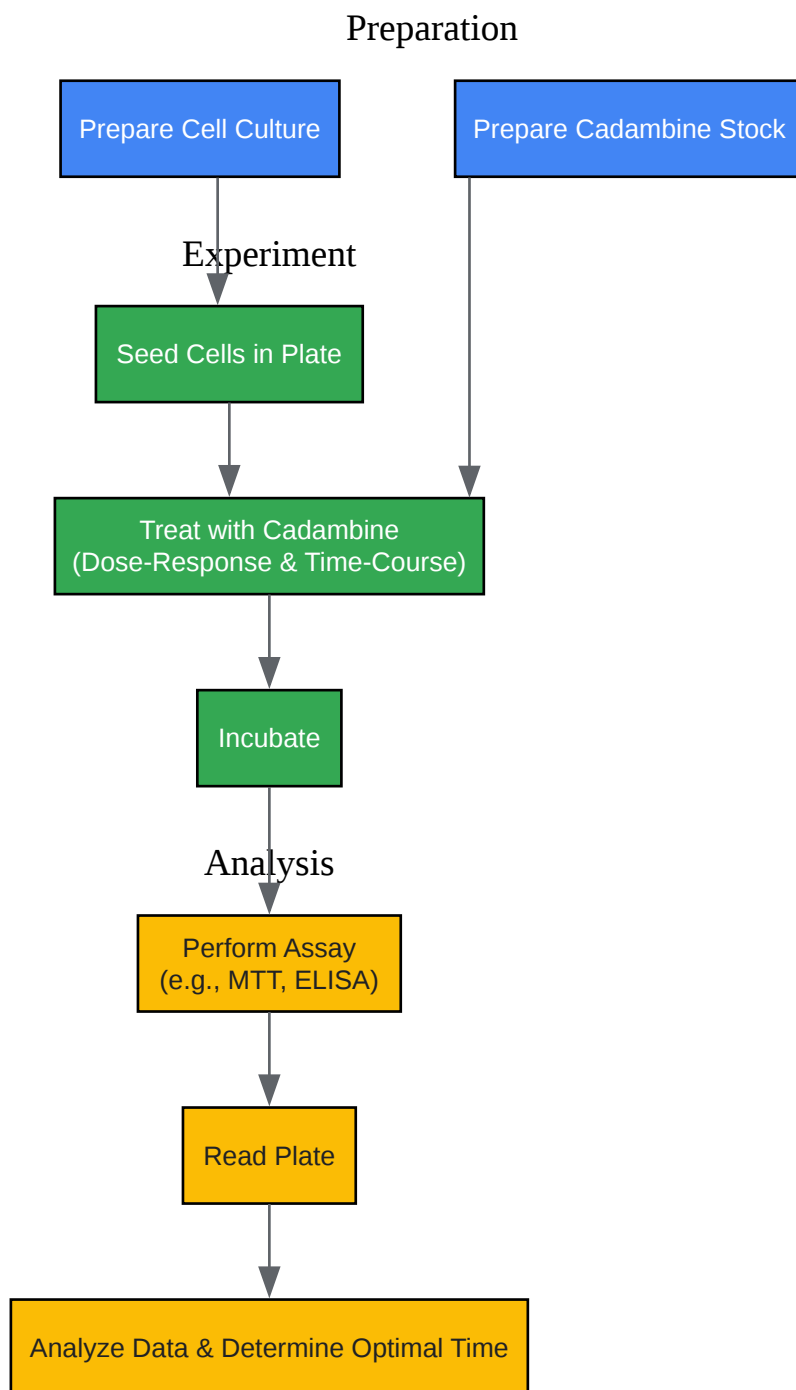 Preparation
Prepare Cell Culture
Prepare Cadambine Stock
Experiment
Seed Cells in Plate
Treat with Cadambine
(Dose-Response & Time-Course)
Incubate
Analysis
Perform Assay
(e.g., MTT, ELISA)
Read Plate
Analyze Data & Determine Optimal Time